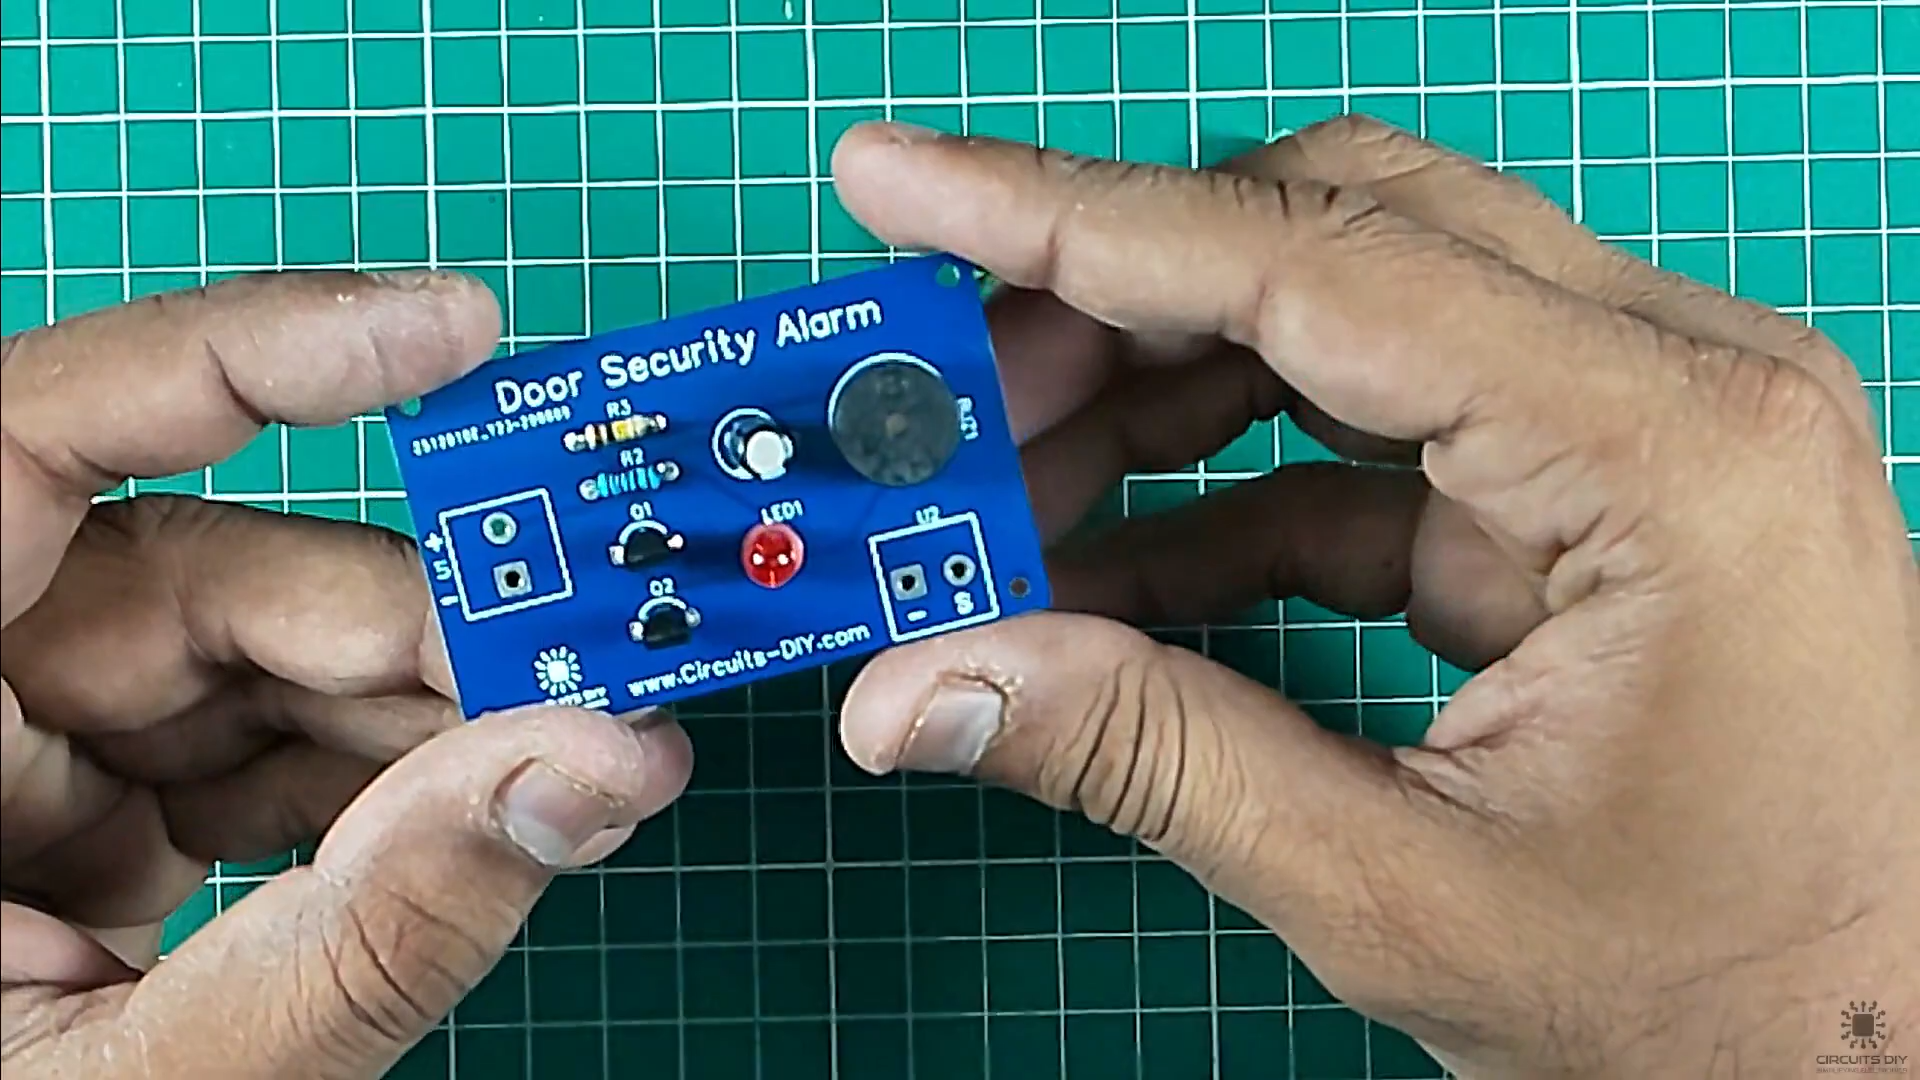 Door Security Alarm
R3
R2
Q1
LED1
U2
+
5
-
- S
Q2
www.Circuits-DIY.com
CIRCUITS DIY